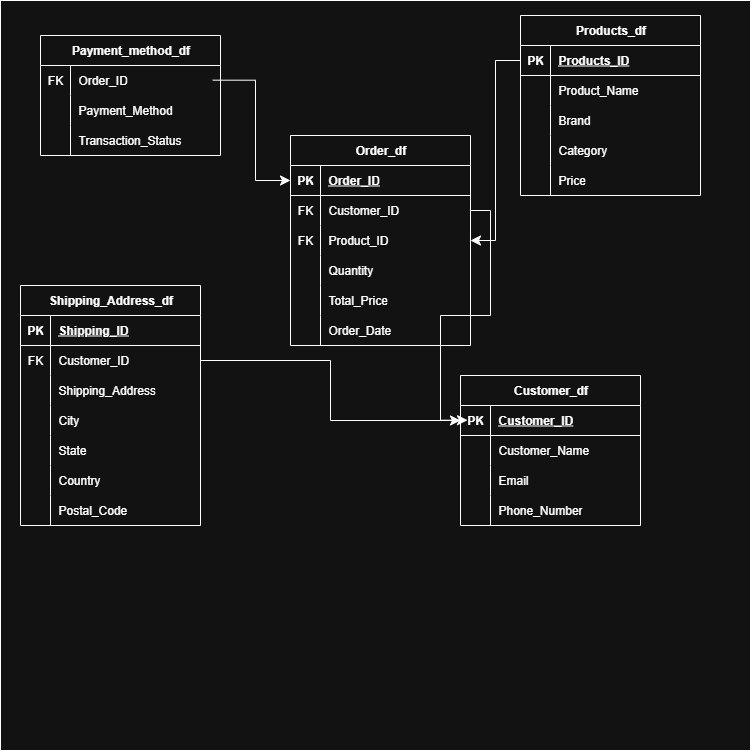 Payment_method_df
FK Order_ID
Payment_Method
Transaction_Status
Products_df
PK Products_ID
Product_Name
Brand
Category
Price
Order_df
PK Order_ID
FK Customer_ID
FK Product_ID
Quantity
Total_Price
Order_Date
Shipping_Address_df
PK Shipping_ID
FK Customer_ID
Shipping_Address
City
State
Country
Postal_Code
Customer_df
PK Customer_ID
Customer_Name
Email
Phone_Number